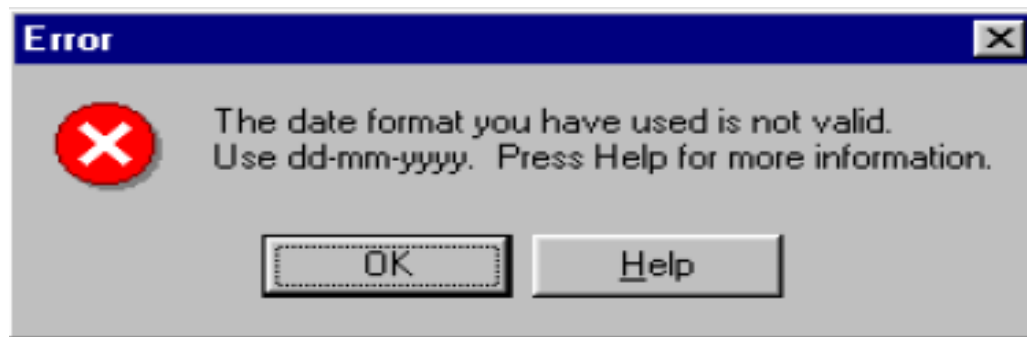 Error
The date format you have used is not valid.
Use dd-mm-yyyy.  Press Help for more information.
OK
Help